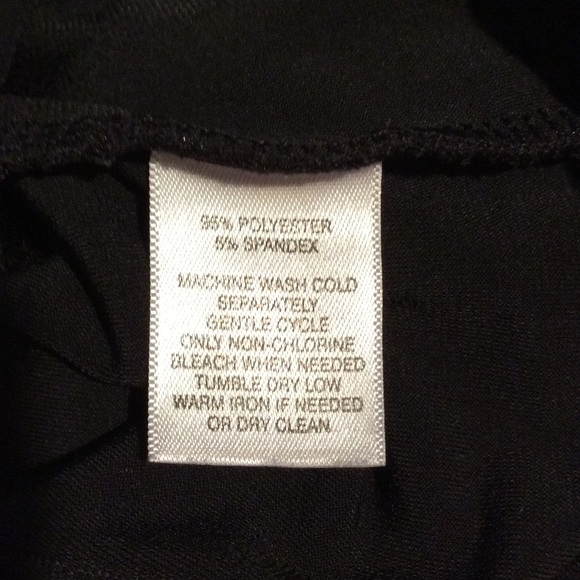 95% POLYESTER
5% SPANDEX
MACHINE WASH COLD
SEPARATELY
GENTLE CYCLE
ONLY NON-CHLORINE
BLEACH WHEN NEEDED
TUMBLE DRY LOW
WARM IRON IF NEEDED
OR DRY CLEAN